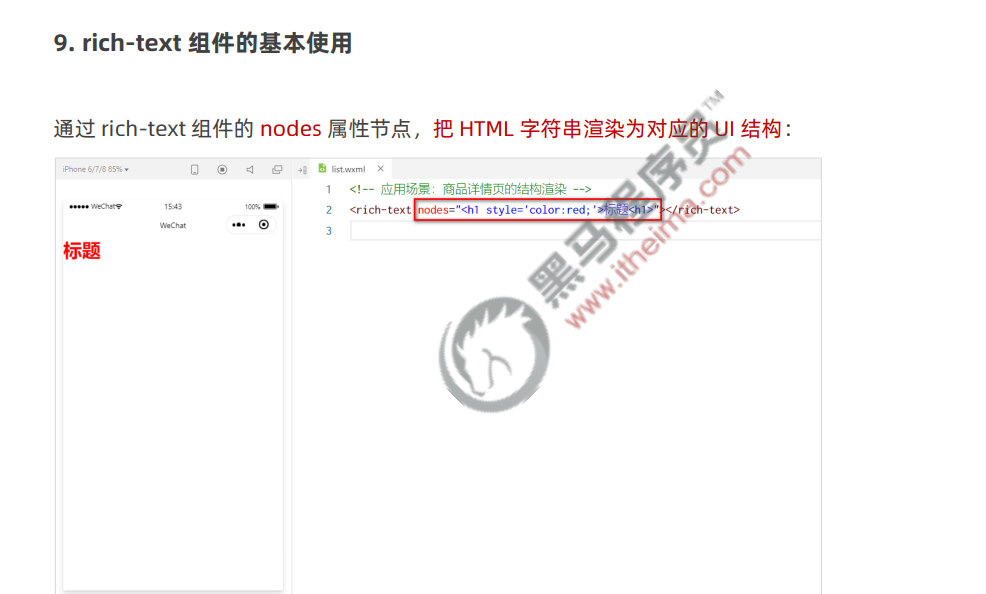 9. rich-text 组件的基本使用
通过 rich-text 组件的 nodes 属性节点，把 HTML 字符串渲染为对应的 UI 结构：
iPhone 6/7/8 85%
list.wxml
1 <!-- 应用场景：商品详情页的结构渲染 -->
2 <rich-text nodes="<h1 style='color:red;'>标题<h1>"></rich-text>
3
WeChat 15:43 100%
WeChat
标题
黑马程序员™
www.itheima.com